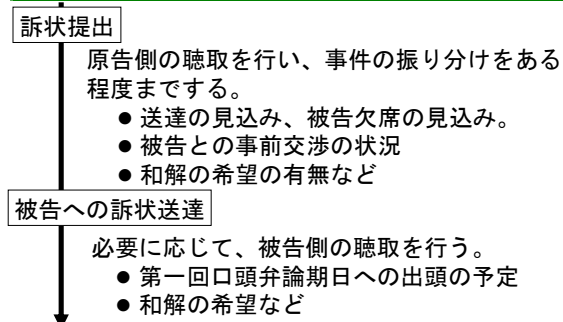 訴状提出
原告側の聴取を行い、事件の振り分けをある
程度までする。
● 送達の見込み、被告欠席の見込み。
● 被告との事前交渉の状況
● 和解の希望の有無など
被告への訴状送達
必要に応じて、被告側の聴取を行う。
● 第一回口頭弁論期日への出頭の予定
● 和解の希望など